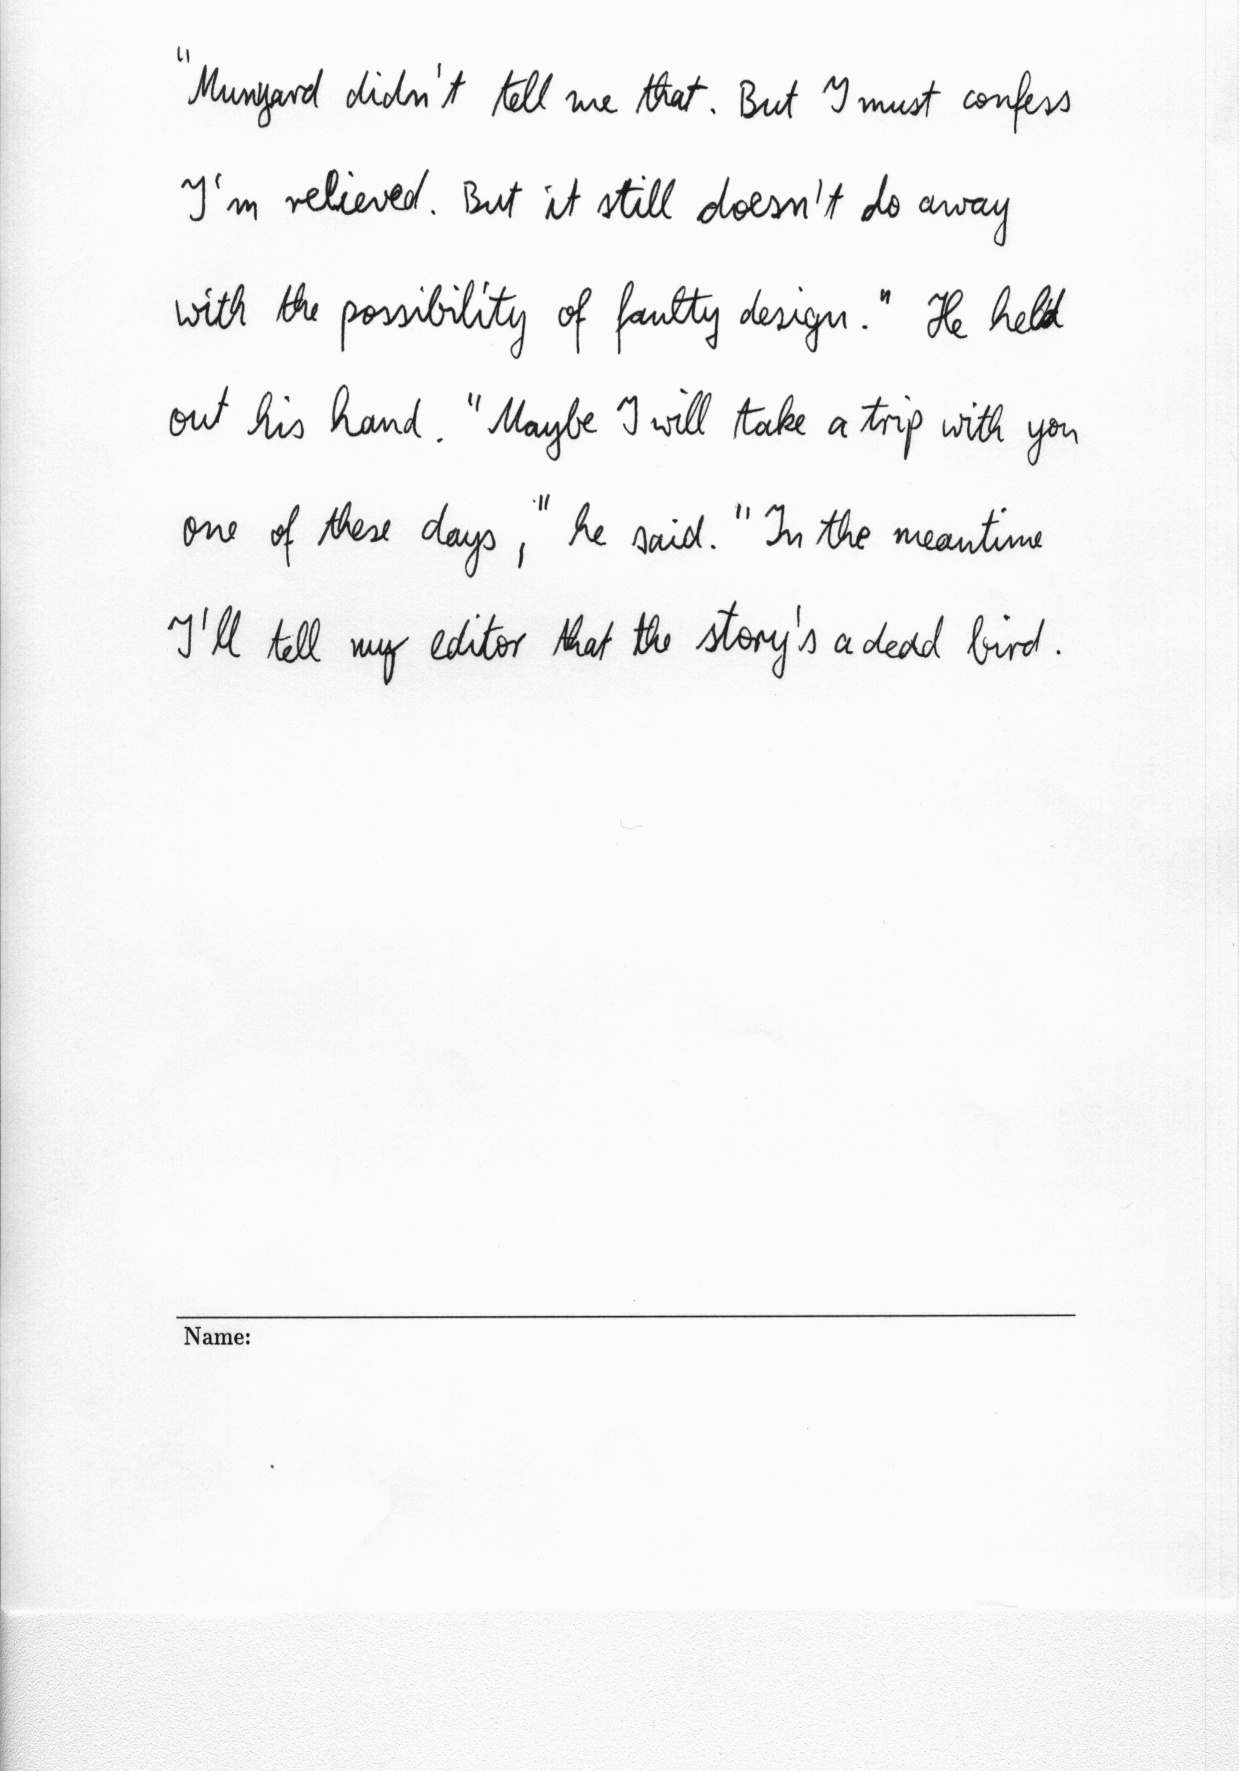 "Munyard didn't tell me that. But I must confess
I'm relieved. But it still doesn't do away
with the possibility of faulty design." He held
out his hand. "Maybe I will take a trip with you
one of these days," he said. "In the meantime
I'll tell my editor that the story's a dead bird.
Name: